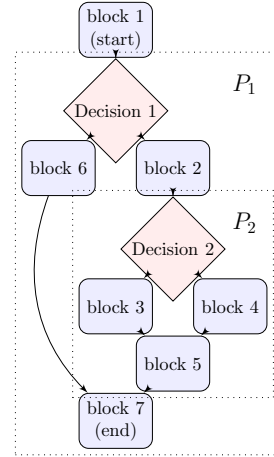 block 1
(start)
P₁
Decision 1
block 6
block 2
P₂
Decision 2
block 3
block 4
block 5
block 7
(end)